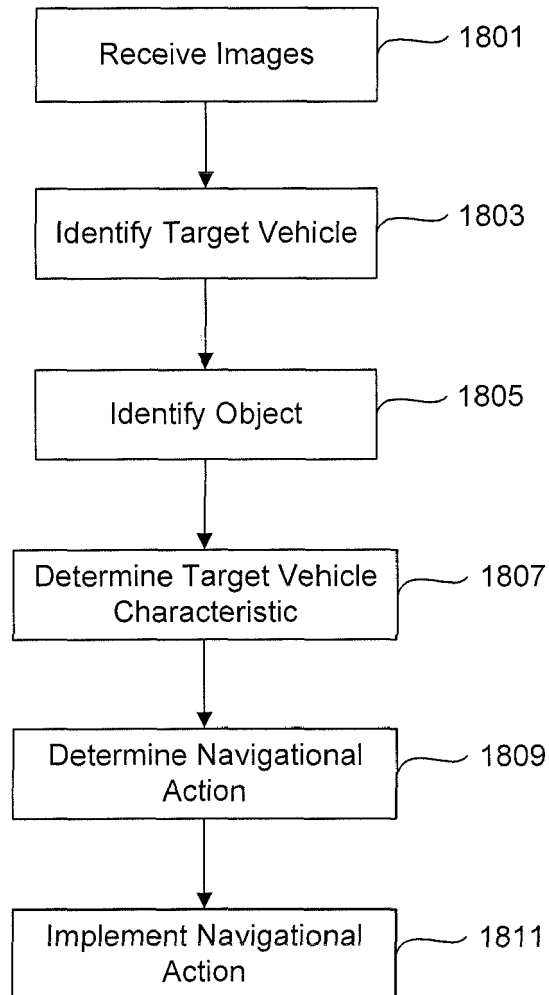 Receive Images
1801
Identify Target Vehicle
1803
Identify Object
1805
Determine Target Vehicle
Characteristic
1807
Determine Navigational
Action
1809
Implement Navigational
Action
1811